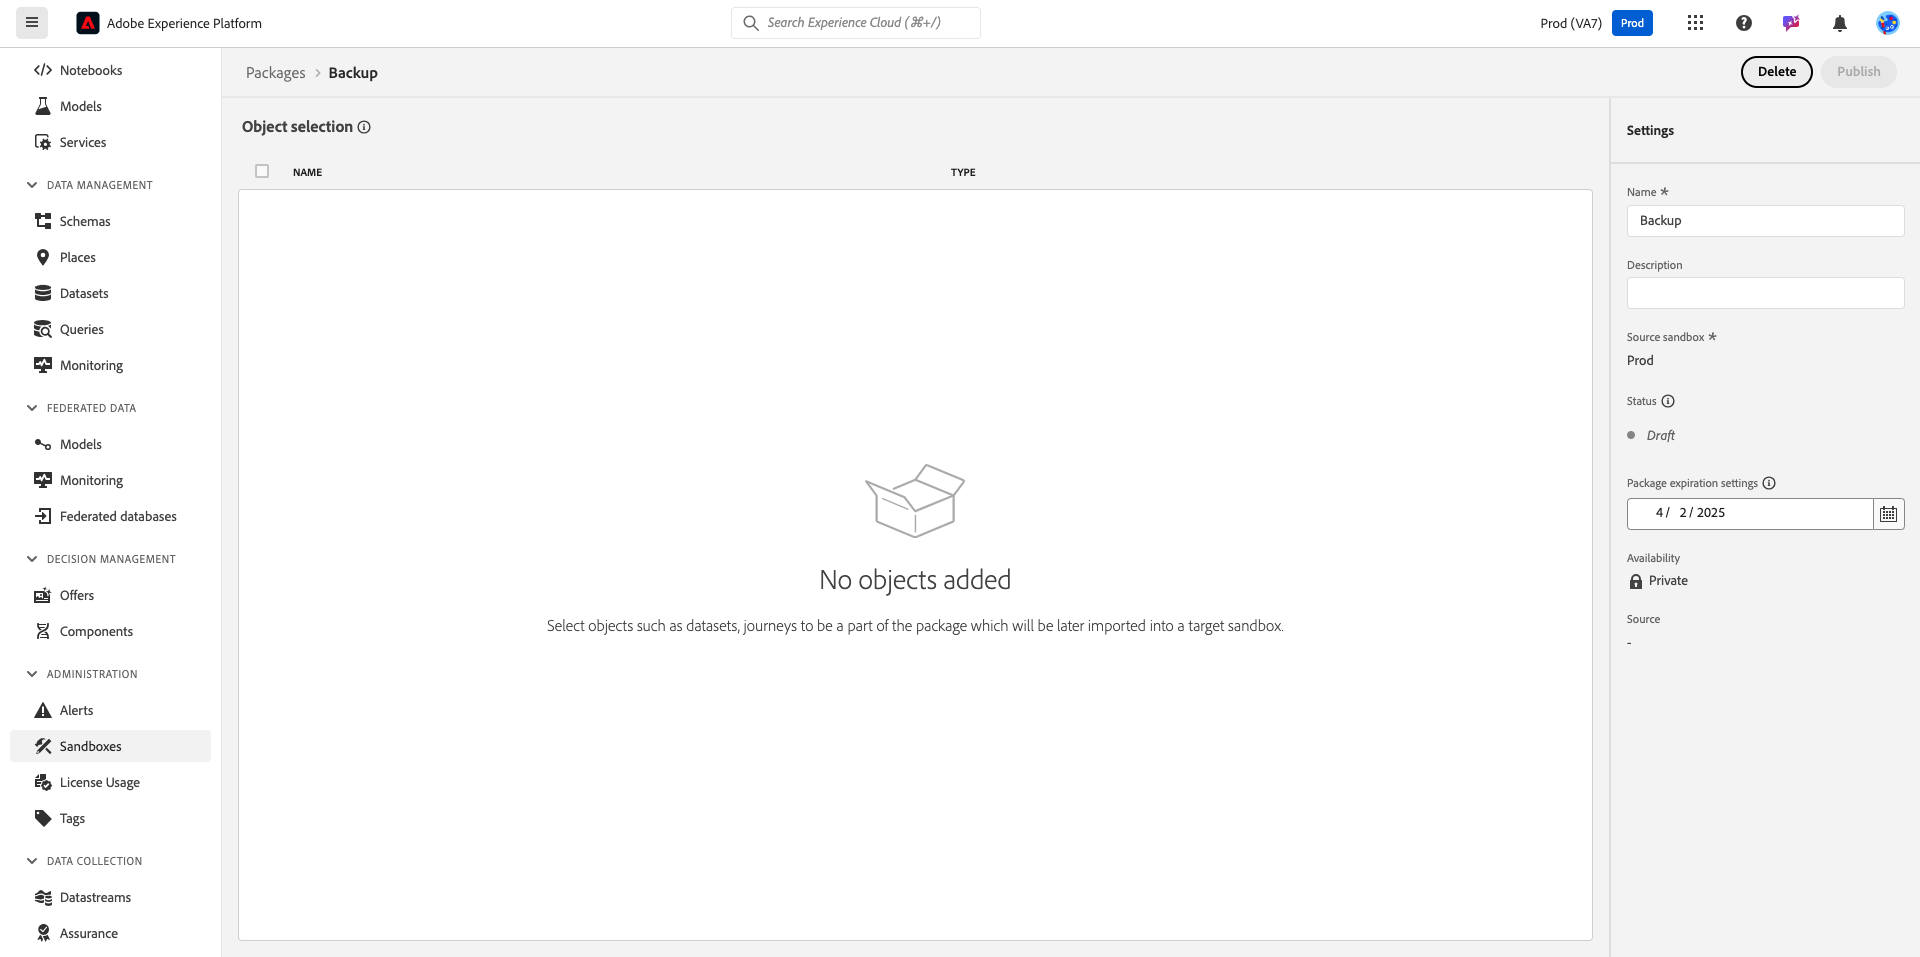 Adobe Experience Platform
Search Experience Cloud (⌘+/)
Prod (VA7)
Prod
Notebooks
Models
Services
DATA MANAGEMENT
Schemas
Places
Datasets
Queries
Monitoring
FEDERATED DATA
Models
Monitoring
Federated databases
DECISION MANAGEMENT
Offers
Components
ADMINISTRATION
Alerts
Sandboxes
License Usage
Tags
DATA COLLECTION
Datastreams
Assurance
Packages > Backup
Delete
Publish
Object selection
NAME
TYPE
No objects added
Select objects such as datasets, journeys to be a part of the package which will be later imported into a target sandbox.
Settings
Name *
Backup
Description
Source sandbox *
Prod
Status
Draft
Package expiration settings
4/ 2/2025
Availability
Private
Source
-